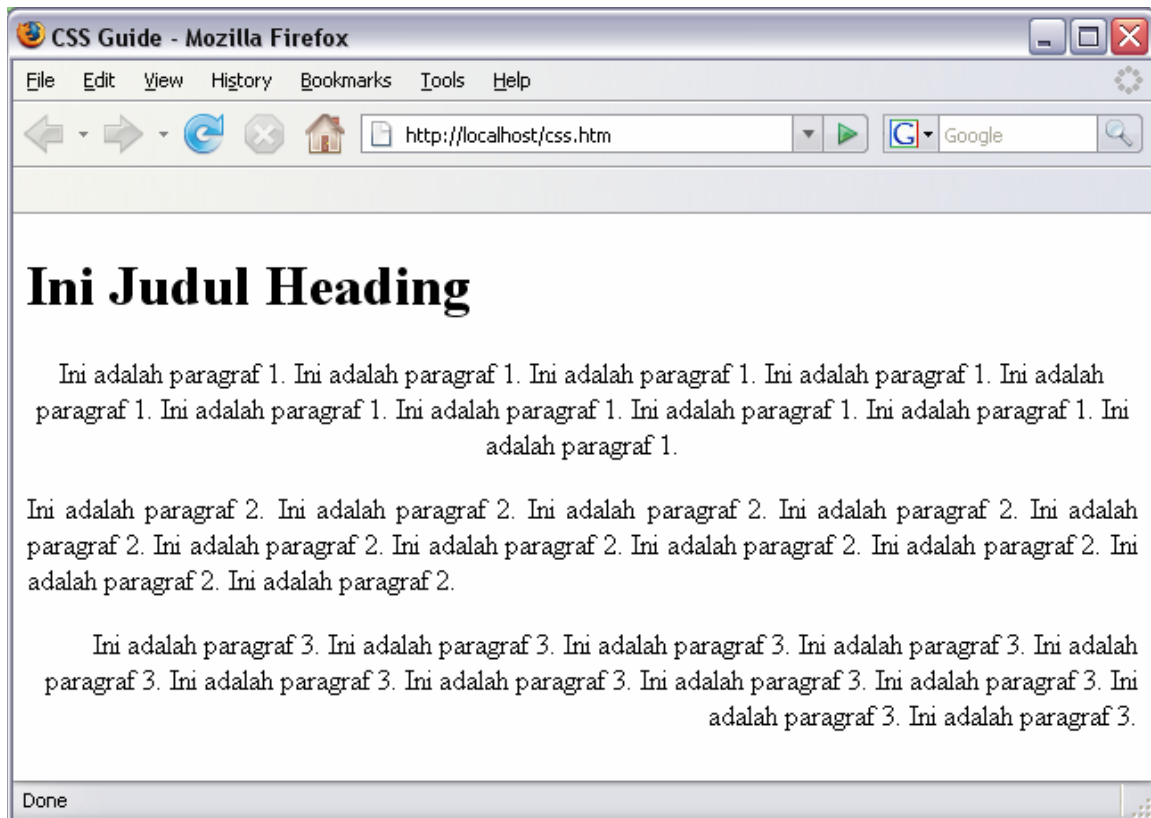 CSS Guide - Mozilla Firefox
File Edit View History Bookmarks Tools Help
http://localhost/css.htm G Google
Ini Judul Heading
Ini adalah paragraf 1. Ini adalah paragraf 1. Ini adalah paragraf 1. Ini adalah paragraf 1. Ini adalah
paragraf 1. Ini adalah paragraf 1. Ini adalah paragraf 1. Ini adalah paragraf 1. Ini adalah paragraf 1. Ini
adalah paragraf 1.
Ini adalah paragraf 2. Ini adalah paragraf 2. Ini adalah paragraf 2. Ini adalah paragraf 2. Ini adalah
paragraf 2. Ini adalah paragraf 2. Ini adalah paragraf 2. Ini adalah paragraf 2. Ini adalah paragraf 2. Ini
adalah paragraf 2. Ini adalah paragraf 2.
Ini adalah paragraf 3. Ini adalah paragraf 3. Ini adalah paragraf 3. Ini adalah paragraf 3. Ini adalah
paragraf 3. Ini adalah paragraf 3. Ini adalah paragraf 3. Ini adalah paragraf 3. Ini adalah paragraf 3. Ini
adalah paragraf 3. Ini adalah paragraf 3.
Done